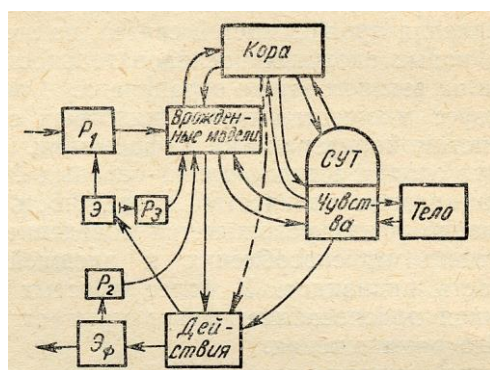 Кора
Врожден-
ные модели
Р₁
СУТ
Чувст-
ва
Тело
Э
Р₃
Р₂
Эф
Дей-
ствия